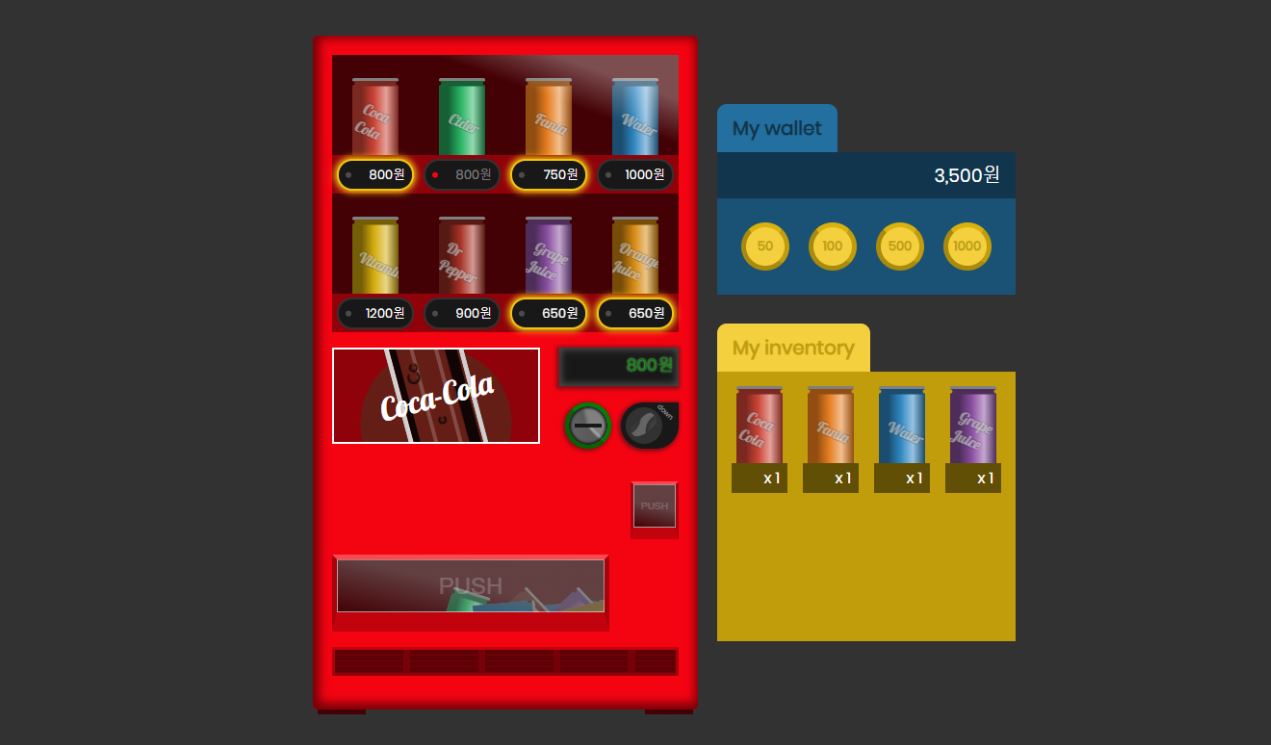 Coca
Cola
Cider
Fanta
Water
800원
800원
750원
1000원
Dr
Pepper
Grape
Juice
Orange
Juice
1200원
900원
650원
650원
Coca-Cola
800원
down
PUSH
PUSH
My wallet
3,500원
50
100
500
1000
My inventory
Coca
Cola
Fanta
Water
Grape
Juice
x 1
x 1
x 1
x 1